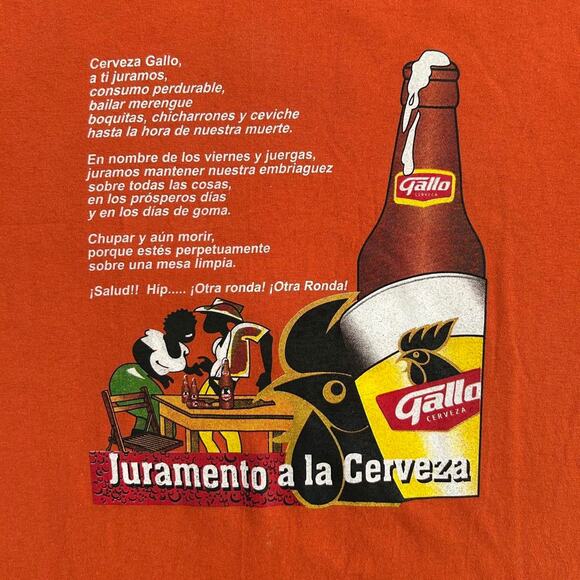 Cerveza Gallo,
a ti juramos,
consumo perdurable,
bailar merengue
boquitas, chicharrones y ceviche
hasta la hora de nuestra muerte.
En nombre de los viernes y juergas,
juramos mantener nuestra embriaguez
sobre todas las cosas,
en los prósperos días
y en los días de goma.
Chupar y aún morir,
porque estés perpetuamente
sobre una mesa limpia.
¡Salud!! Hip..... ¡Otra ronda! ¡Otra Ronda!
Gallo
CERVEZA
Gallo
CERVEZA
Juramento a la Cerveza